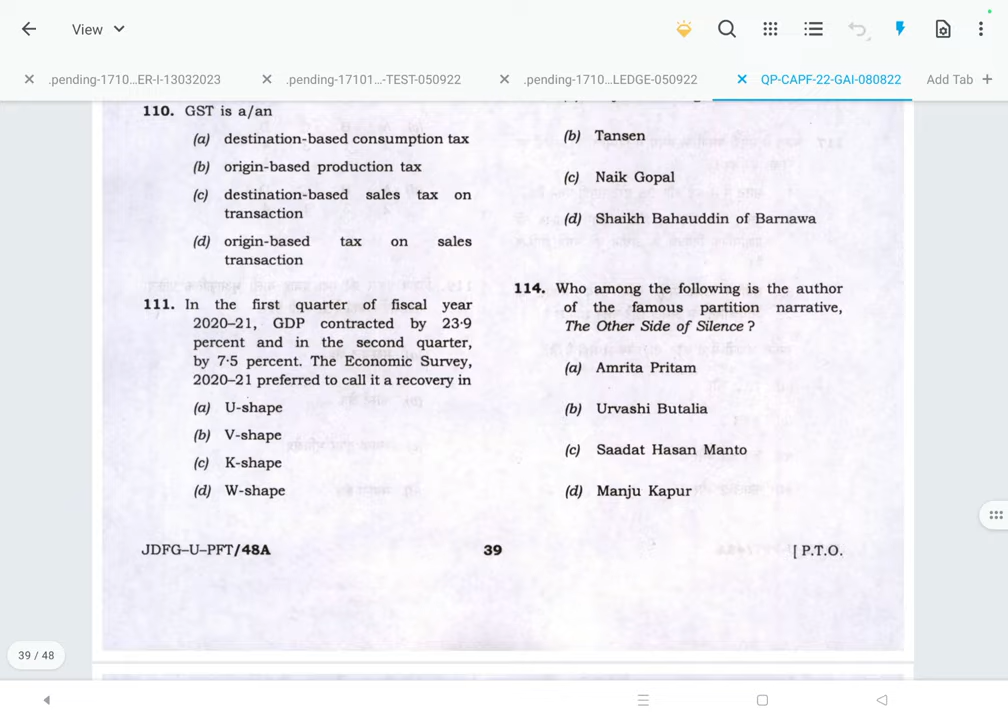 View
.pending-1710...ER-I-13032023
.pending-17101...-TEST-050922
.pending-1710...LEDGE-050922
QP-CAPF-22-GAI-080822
Add Tab
110. GST is a/an
(a) destination-based consumption tax
(b) origin-based production tax
(c) destination-based sales tax on
transaction
(d) origin-based tax on sales
transaction
111. In the first quarter of fiscal year
2020–21, GDP contracted by 23·9
percent and in the second quarter,
by 7·5 percent. The Economic Survey,
2020–21 preferred to call it a recovery in
(a) U-shape
(b) V-shape
(c) K-shape
(d) W-shape
(b) Tansen
(c) Naik Gopal
(d) Shaikh Bahauddin of Barnawa
114. Who among the following is the author
of the famous partition narrative,
The Other Side of Silence ?
(a) Amrita Pritam
(b) Urvashi Butalia
(c) Saadat Hasan Manto
(d) Manju Kapur
JDFG–U–PFT/48A
39
[ P.T.O.
39 / 48